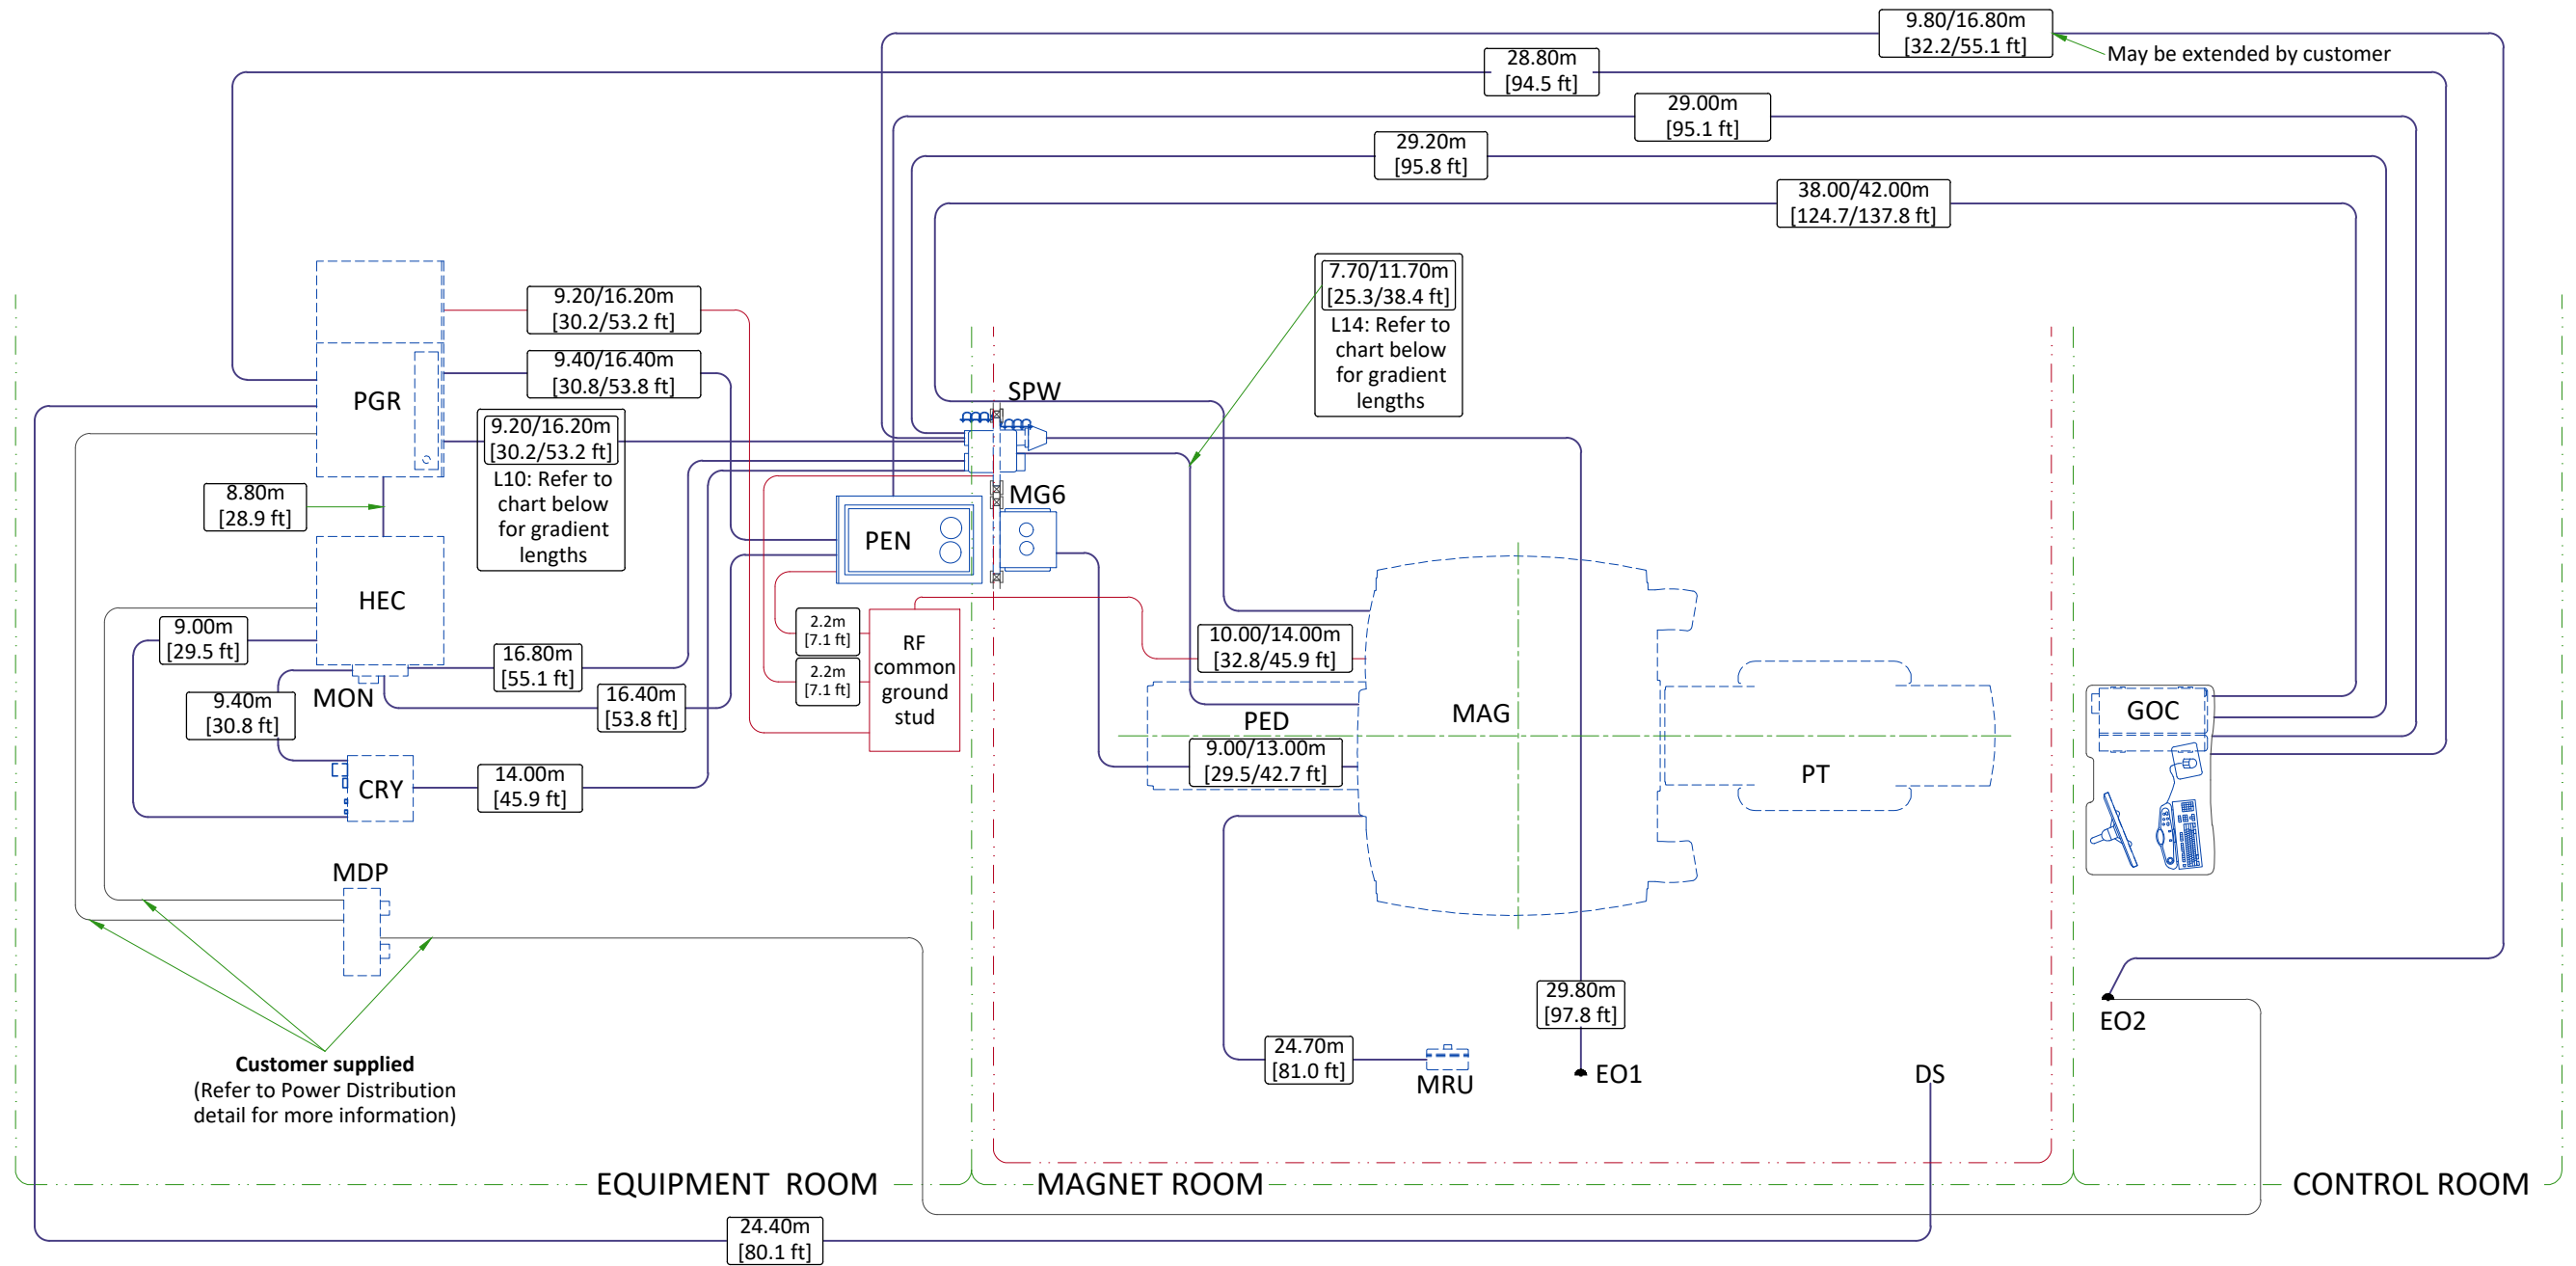 9.80/16.80m
[32.2/55.1 ft]
May be extended by customer
28.80m
[94.5 ft]
29.00m
[95.1 ft]
29.20m
[95.8 ft]
38.00/42.00m
[124.7/137.8 ft]
7.70/11.70m
[25.3/38.4 ft]
L14: Refer to
chart below
for gradient
lengths
9.20/16.20m
[30.2/53.2 ft]
9.40/16.40m
[30.8/53.8 ft]
PGR
SPW
9.20/16.20m
[30.2/53.2 ft]
L10: Refer to
chart below
for gradient
lengths
8.80m
[28.9 ft]
MG6
PEN
HEC
9.00m
[29.5 ft]
2.2m
[7.1 ft]
2.2m
[7.1 ft]
RF
common
ground
stud
10.00/14.00m
[32.8/45.9 ft]
16.80m
[55.1 ft]
16.40m
[53.8 ft]
MON
9.40m
[30.8 ft]
PED
MAG
GOC
9.00/13.00m
[29.5/42.7 ft]
PT
CRY
14.00m
[45.9 ft]
MDP
29.80m
[97.8 ft]
EO2
24.70m
[81.0 ft]
MRU
EO1
DS
Customer supplied
(Refer to Power Distribution
detail for more information)
EQUIPMENT ROOM
MAGNET ROOM
CONTROL ROOM
24.40m
[80.1 ft]